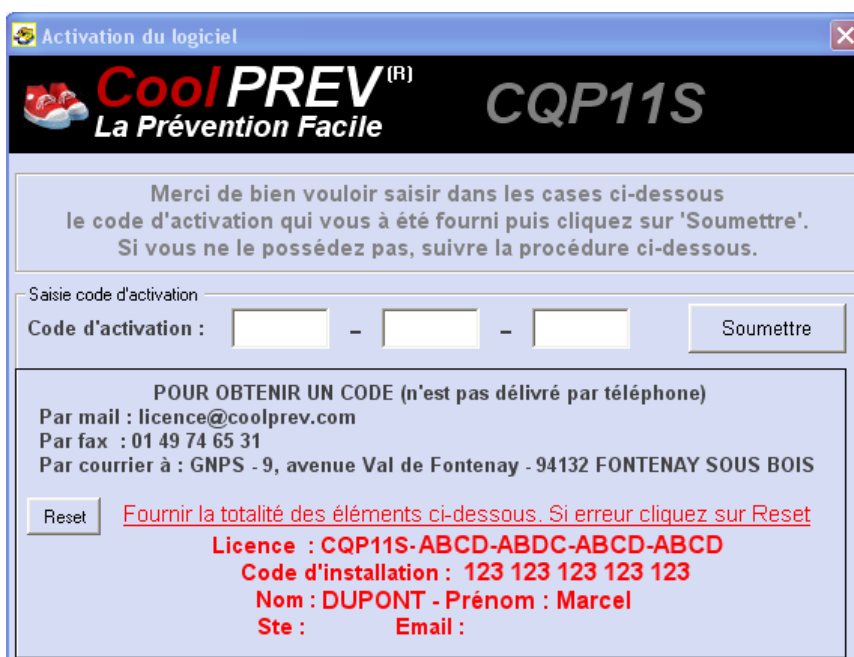 Activation du logiciel
CoolPREV(R)
La Prévention Facile
CQP11S
Merci de bien vouloir saisir dans les cases ci-dessous
le code d'activation qui vous à été fourni puis cliquez sur 'Soumettre'.
Si vous ne le possédez pas, suivre la procédure ci-dessous.
Saisie code d'activation
Code d'activation : - - Soumettre
POUR OBTENIR UN CODE (n'est pas délivré par téléphone)
Par mail : licence@coolprev.com
Par fax : 01 49 74 65 31
Par courrier à : GNPS - 9, avenue Val de Fontenay - 94132 FONTENAY SOUS BOIS
Reset Fournir la totalité des éléments ci-dessous. Si erreur cliquez sur Reset
Licence : CQP11S-ABCD-ABDC-ABCD-ABCD
Code d'installation : 123 123 123 123 123
Nom : DUPONT - Prénom : Marcel
Ste : Email :